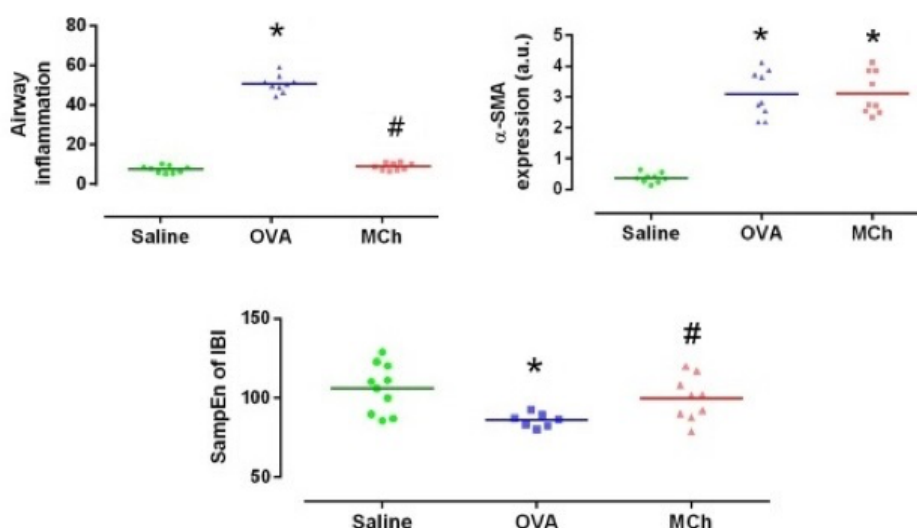 Airway
inflammation
80
60
40
20
0
*
#
Saline OVA MCh
α-SMA
expression (a.u.)
5
4
3
2
1
0
* *
Saline OVA MCh
SampEn of IBI
150
100
50
*
#
Saline OVA MCh